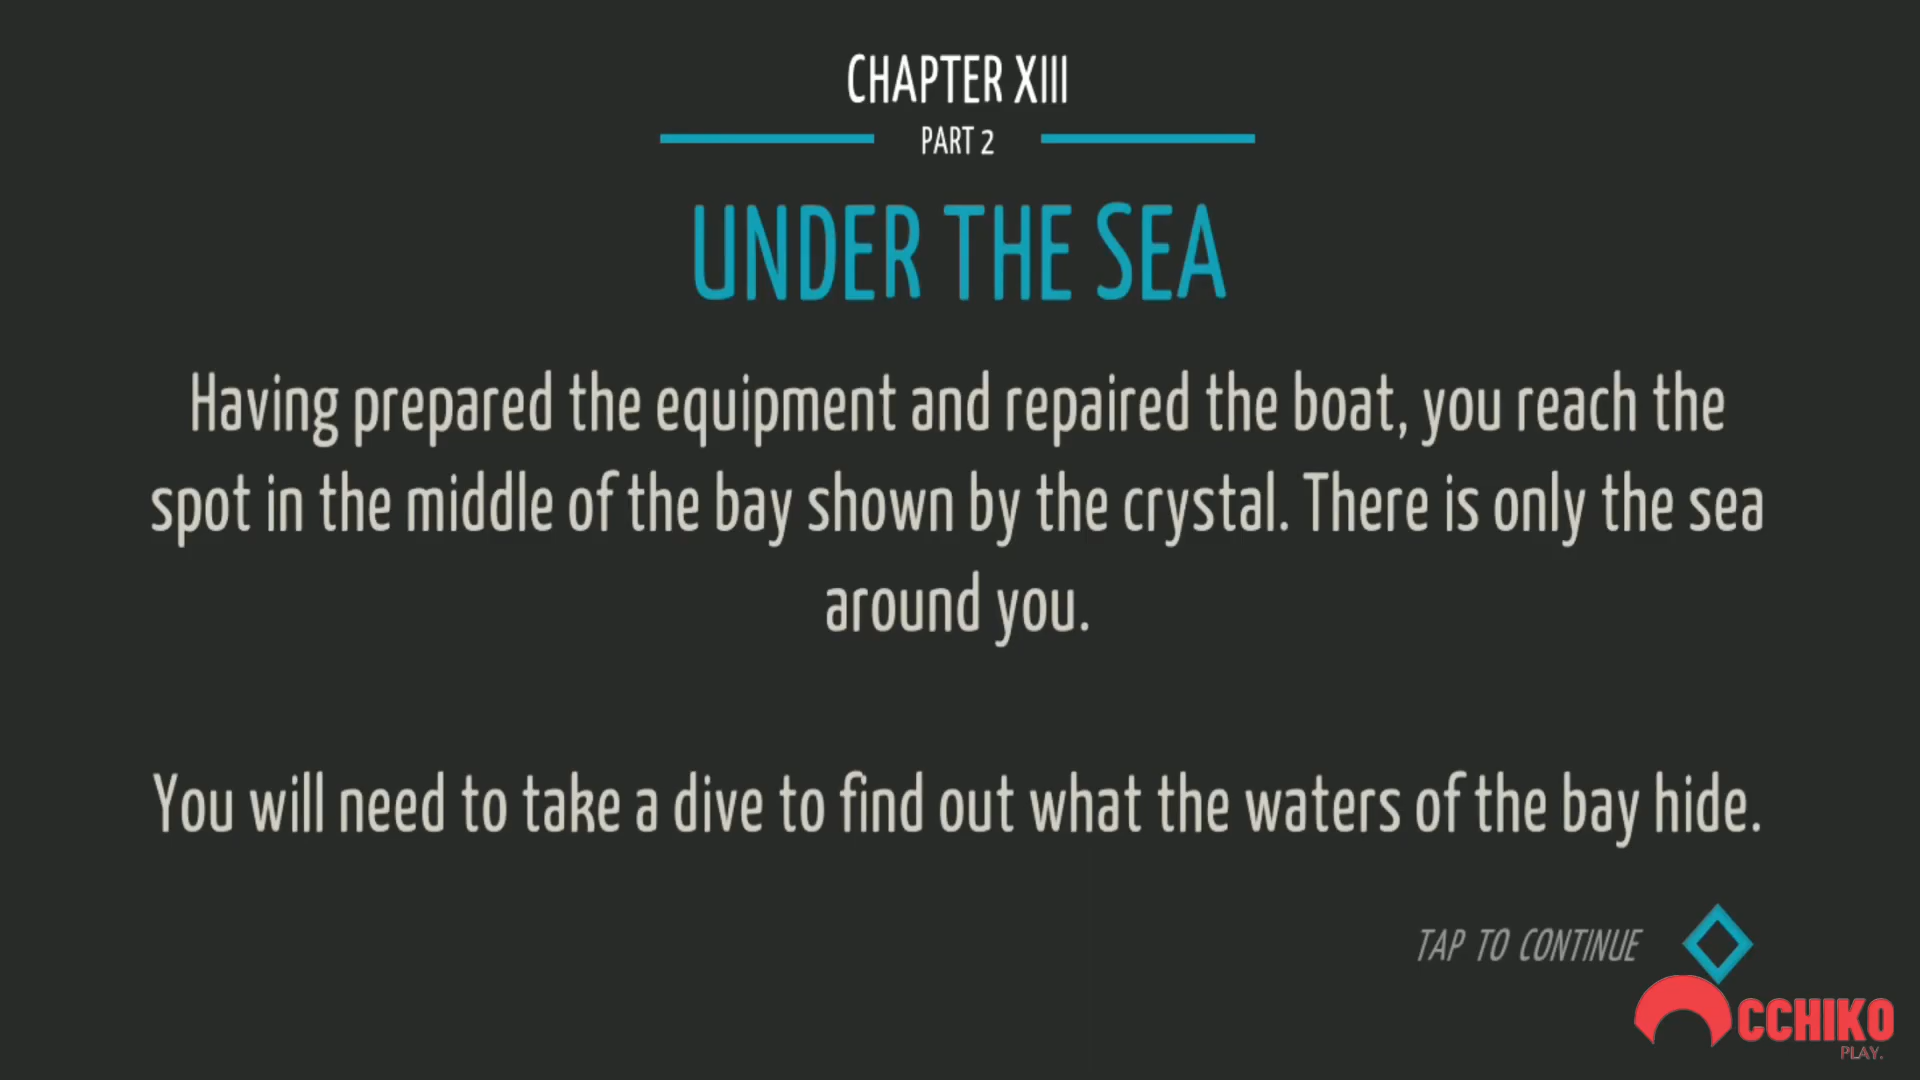 CHAPTER XIII
PART 2
UNDER THE SEA
Having prepared the equipment and repaired the boat, you reach the
spot in the middle of the bay shown by the crystal. There is only the sea
around you.
You will need to take a dive to find out what the waters of the bay hide.
TAP TO CONTINUE
CCHIKO
PLAY.